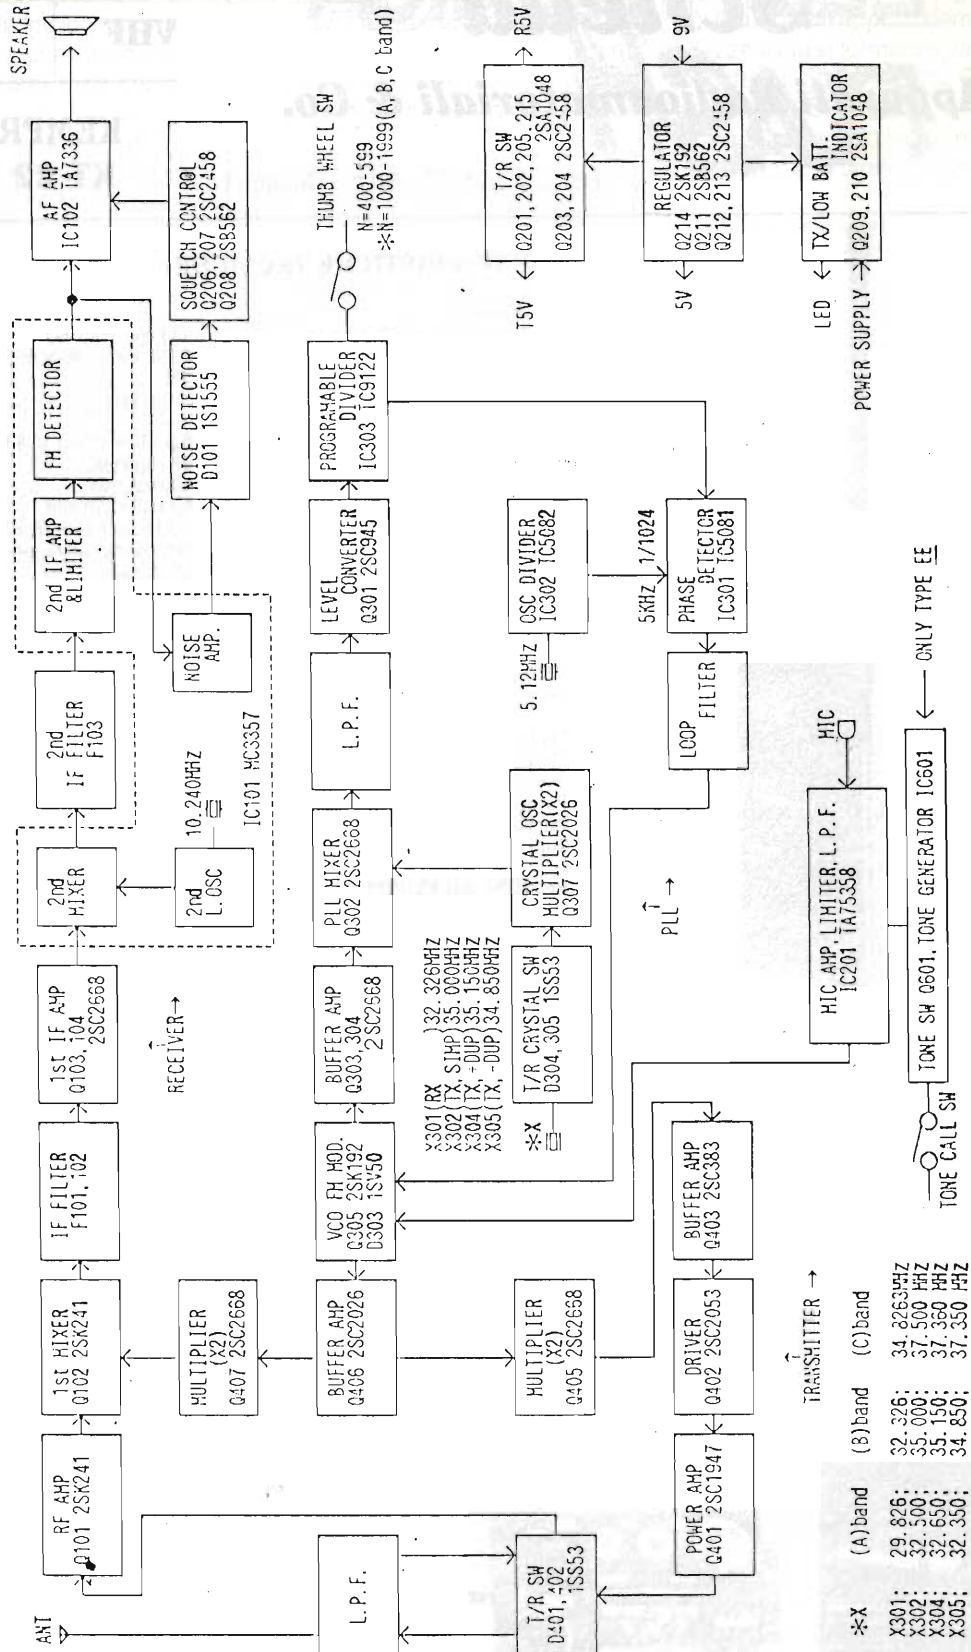 ANT
RF AMP
Q101 2SK241
1st MIXER
Q102 2SK241
IF FILTER
F101,102
1st IF AMP
Q103,104
2SC2668
2nd
MIXER
2nd
IF FILTER
F103
2nd IF AMP
&LIMITER
FM DETECTOR
AF AMP
IC102 TA7336
SPEAKER
2nd
L.OSC
10.240MHZ
IC101 MC3357
NOISE
AMP.
NOISE DETECTOR
D101 1S1555
SQUELCH CONTROL
Q206,207 2SC2458
Q208 2SB562
RECEIVER→
MULTIPLIER
(X2)
Q407 2SC2668
L.P.F.
T/R SW
D401,402
1SS53
BUFFER AMP
Q406 2SC2026
VCO FM MOD.
Q305 2SK192
D303 1SV50
BUFFER AMP
Q303,304
2SC2668
PLL MIXER
Q302 2SC2668
L.P.F.
LEVEL
CONVERTER
Q301 2SC945
PROGRAMABLE
DIVIDER
IC303 TC9122
THUMB WHEEL SW
N=400-599
*N=1000-1999(A,B,C band)
X301(RX )32.326MHZ
X302(TX,SIMP)35.000MHZ
X304(TX,+DUP)35.150MHZ
X305(TX,-DUP)34.850MHZ
*X
T/R CRYSTAL SW
D304,305 1SS53
CRYSTAL OSC
MULTIPLIER(X2)
Q307 2SC2026
5.12MHZ
OSC DIVIDER
IC302 TC5082
5KHZ 1/1024
T/R SW
Q201,202,205,215
2SA1048
Q203,204 2SC2458
R5V
T5V
MULTIPLIER
(X2)
Q405 2SC2668
PLL →
LOOP
FILTER
PHASE
DETECTOR
IC301 TC5081
REGULATOR
Q214 2SK192
Q211 2SB562
Q212,213 2SC2458
9V
5V
POWER AMP
Q401 2SC1947
DRIVER
Q402 2SC2053
BUFFER AMP
Q403 2SC383
MIC AMP,LIMITER,L.P.F.
IC201 TA75358
MIC
TX/LOW BATT.
INDICATOR
Q209,210 2SA1048
LED
POWER SUPPLY
TRANSMITTER →
TONE CALL SW
TONE SW Q601,TONE GENERATOR IC601
ONLY TYPE EE
*X (A)band (B)band (C)band
X301; 29.826; 32.326; 34.8263MHZ
X302; 32.500; 35.000; 37.500 MHZ
X304; 32.650; 35.150; 37.360 MHZ
X305; 32.350; 34.850; 37.350 MHZ